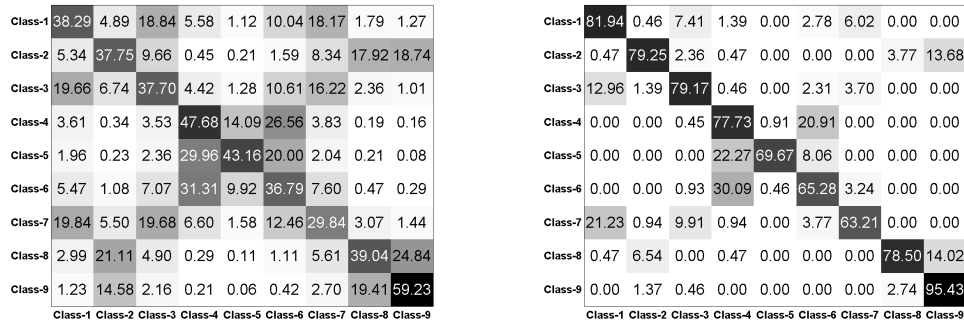 Class-1 38.29 4.89 18.84 5.58 1.12 10.04 18.17 1.79 1.27
Class-2 5.34 37.75 9.66 0.45 0.21 1.59 8.34 17.92 18.74
Class-3 19.66 6.74 37.70 4.42 1.28 10.61 16.22 2.36 1.01
Class-4 3.61 0.34 3.53 47.68 14.09 26.56 3.83 0.19 0.16
Class-5 1.96 0.23 2.36 29.96 43.16 20.00 2.04 0.21 0.08
Class-6 5.47 1.08 7.07 31.31 9.92 36.79 7.60 0.47 0.29
Class-7 19.84 5.50 19.68 6.60 1.58 12.46 29.84 3.07 1.44
Class-8 2.99 21.11 4.90 0.29 0.11 1.11 5.61 39.04 24.84
Class-9 1.23 14.58 2.16 0.21 0.06 0.42 2.70 19.41 59.23
Class-1 Class-2 Class-3 Class-4 Class-5 Class-6 Class-7 Class-8 Class-9
Class-1 81.94 0.46 7.41 1.39 0.00 2.78 6.02 0.00 0.00
Class-2 0.47 79.25 2.36 0.47 0.00 0.00 0.00 3.77 13.68
Class-3 12.96 1.39 79.17 0.46 0.00 2.31 3.70 0.00 0.00
Class-4 0.00 0.00 0.45 77.73 0.91 20.91 0.00 0.00 0.00
Class-5 0.00 0.00 0.00 22.27 69.67 8.06 0.00 0.00 0.00
Class-6 0.00 0.00 0.93 30.09 0.46 65.28 3.24 0.00 0.00
Class-7 21.23 0.94 9.91 0.94 0.00 3.77 63.21 0.00 0.00
Class-8 0.47 6.54 0.00 0.47 0.00 0.00 0.00 78.50 14.02
Class-9 0.00 1.37 0.46 0.00 0.00 0.00 0.00 2.74 95.43
Class-1 Class-2 Class-3 Class-4 Class-5 Class-6 Class-7 Class-8 Class-9